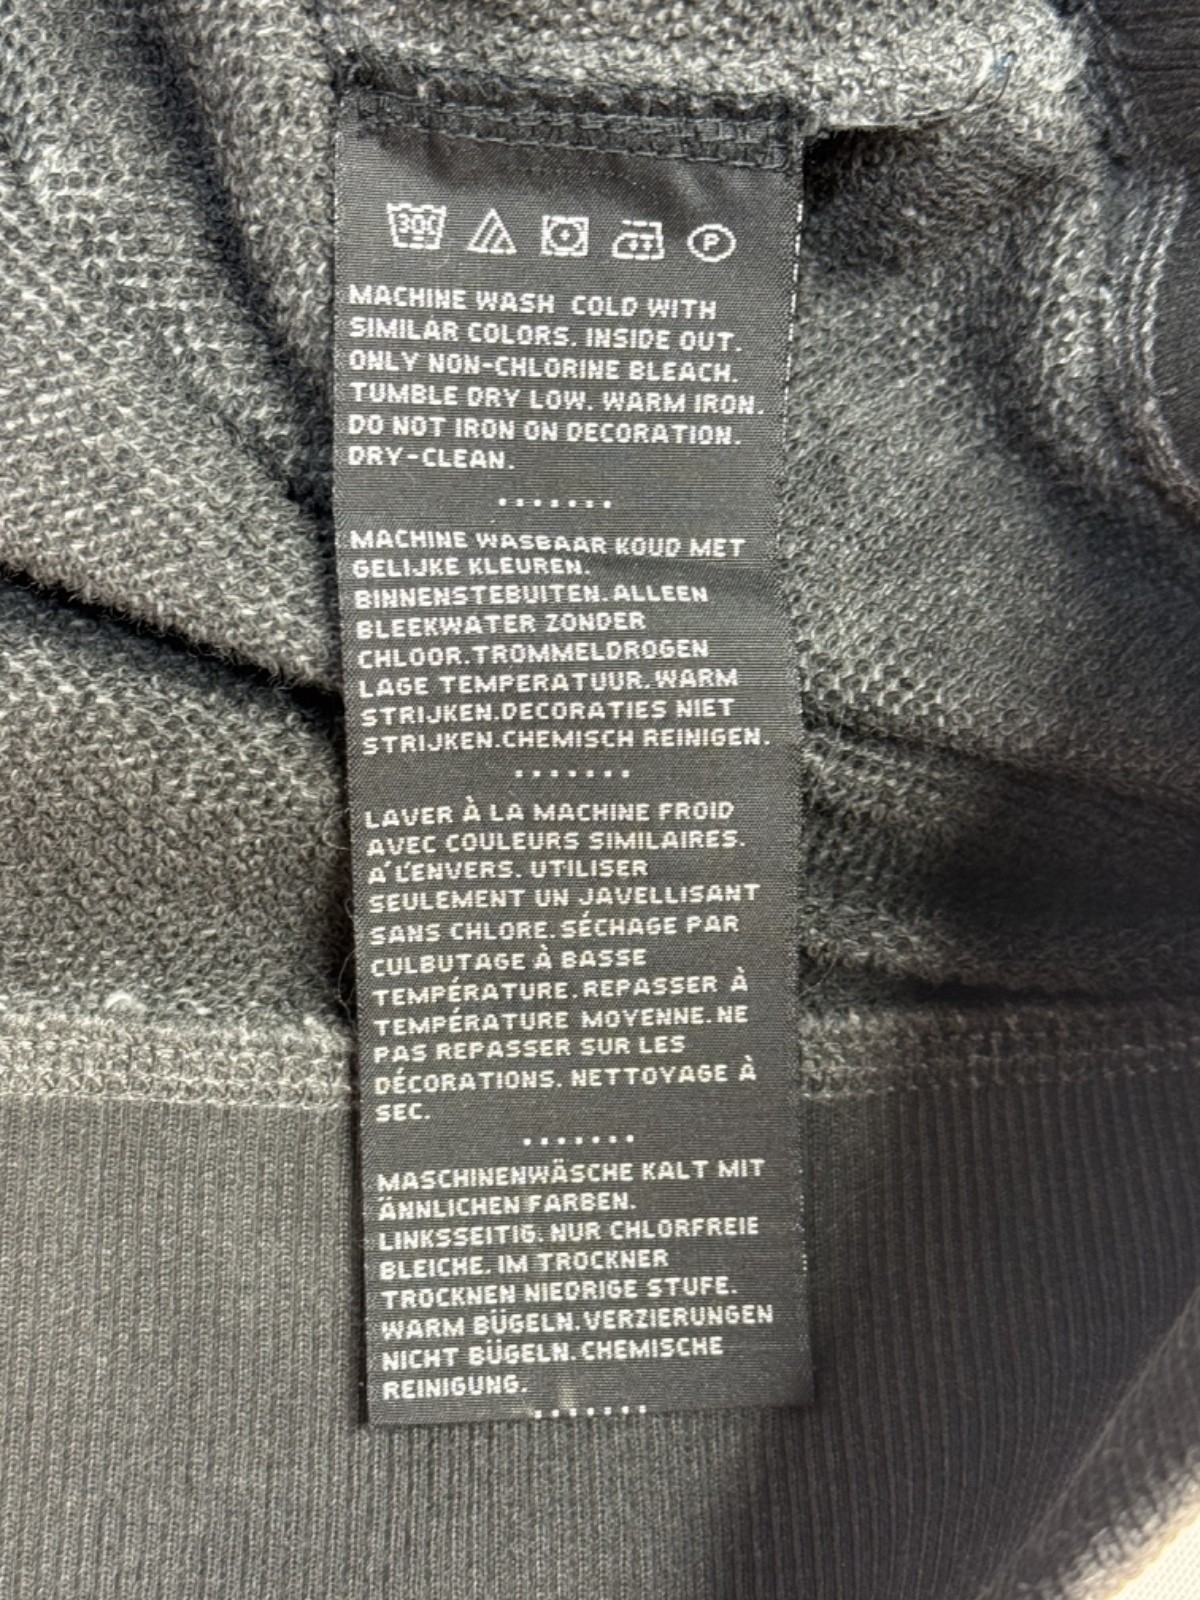 30C P
MACHINE WASH COLD WITH
SIMILAR COLORS. INSIDE OUT.
ONLY NON-CHLORINE BLEACH.
TUMBLE DRY LOW. WARM IRON.
DO NOT IRON ON DECORATION.
DRY-CLEAN.
MACHINE WASBAAR KOUD MET
GELIJKE KLEUREN.
BINNENSTEBUITEN. ALLEEN
BLEEKWATER ZONDER
CHLOOR. TROMMELDROGEN
LAGE TEMPERATUUR. WARM
STRIJKEN. DECORATIES NIET
STRIJKEN. CHEMISCH REINIGEN.
LAVER À LA MACHINE FROID
AVEC COULEURS SIMILAIRES.
A´ L'ENVERS. UTILISER
SEULEMENT UN JAVELLISANT
SANS CHLORE. SÉCHAGE PAR
CULBUTAGE À BASSE
TEMPÉRATURE. REPASSER À
TEMPÉRATURE MOYENNE. NE
PAS REPASSER SUR LES
DÉCORATIONS. NETTOYAGE À
SEC.
MASCHINENWÄSCHE KALT MIT
ÄNNLICHEN FARBEN.
LINKSSEITIG. NUR CHLORFREIE
BLEICHE. IM TROCKNER
TROCKNEN NIEDRIGE STUFE.
WARM BÜGELN. VERZIERUNGEN
NICHT BÜGELN. CHEMISCHE
REINIGUNG.